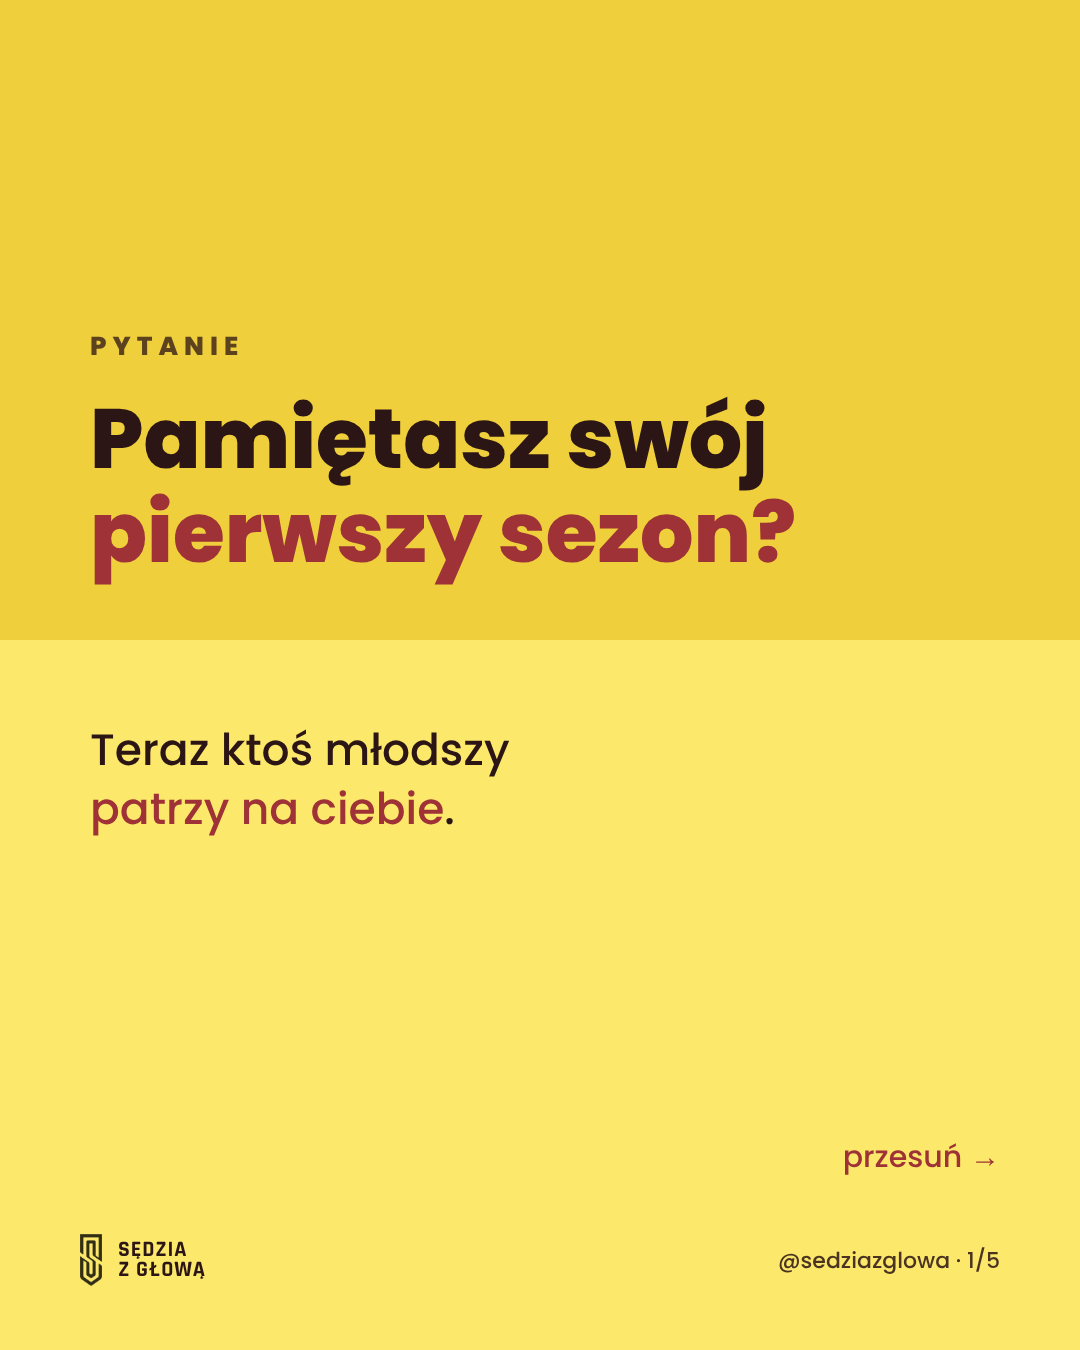 PYTANIE
Pamiętasz swój
pierwszy sezon?
Teraz ktoś młodszy
patrzy na ciebie.
przesuń →
SĘDZIA
Z GŁOWĄ
@sedziazglowa · 1/5